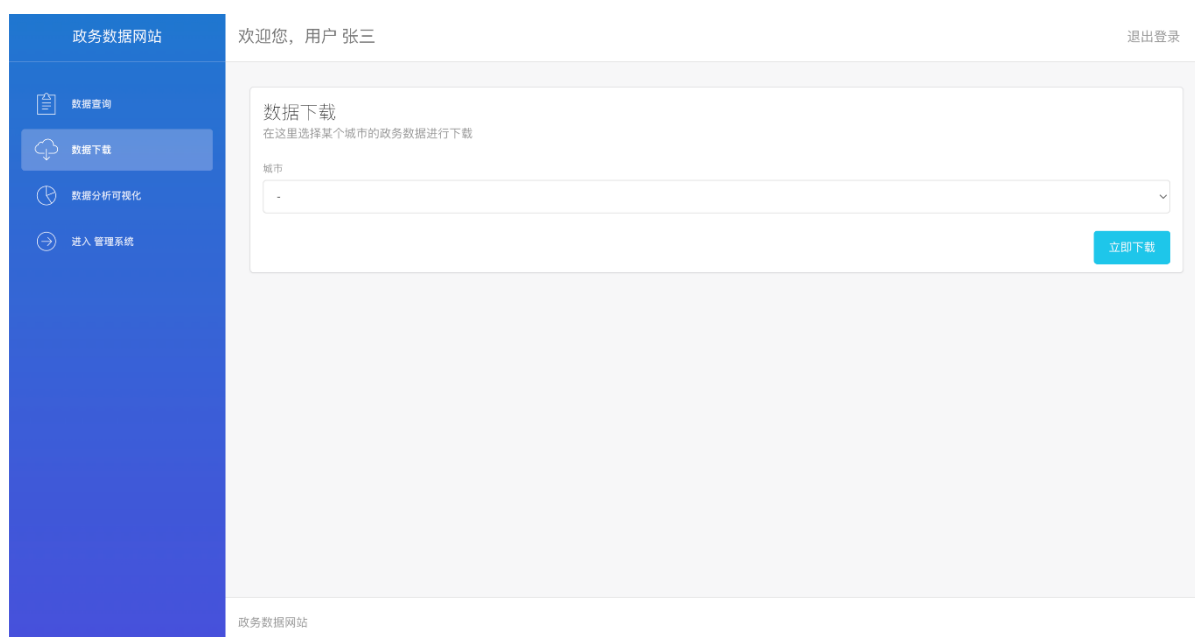 政务数据网站
欢迎您，用户 张三
退出登录
数据查询
数据下载
数据分析可视化
进入 管理系统
数据下载
在这里选择某个城市的政务数据进行下载
城市
-
立即下载
政务数据网站